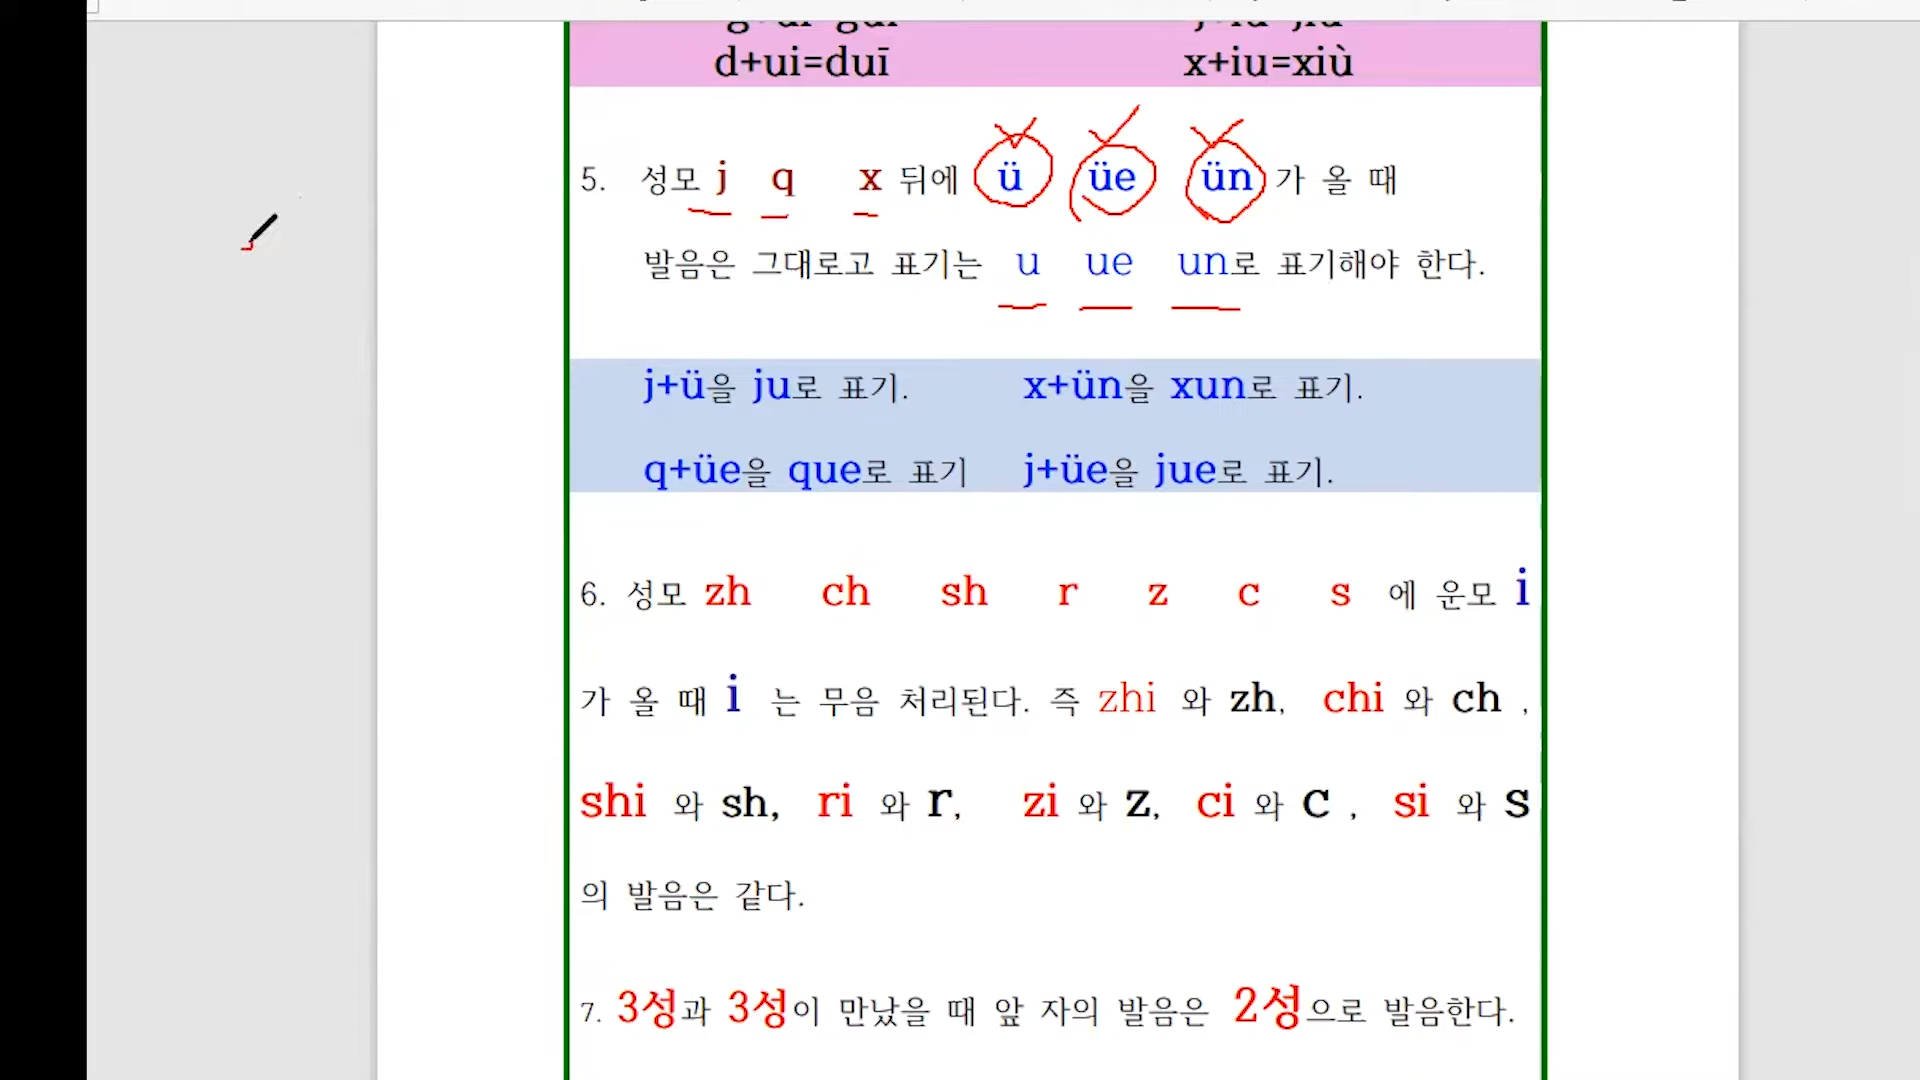 d+ui=duī x+iu=xiù
5. 성모 j q x 뒤에 ü üe ün 가 올 때
발음은 그대로고 표기는 u ue un로 표기해야 한다.
j+ü을 ju로 표기. x+ün을 xun로 표기.
q+üe을 que로 표기 j+üe을 jue로 표기.
6. 성모 zh ch sh r z c s 에 운모 i
가 올 때 i 는 무음 처리된다. 즉 zhi 와 zh, chi 와 ch ,
shi 와 sh, ri 와 r, zi 와 z, ci 와 c , si 와 s
의 발음은 같다.
7. 3성과 3성이 만났을 때 앞 자의 발음은 2성으로 발음한다.